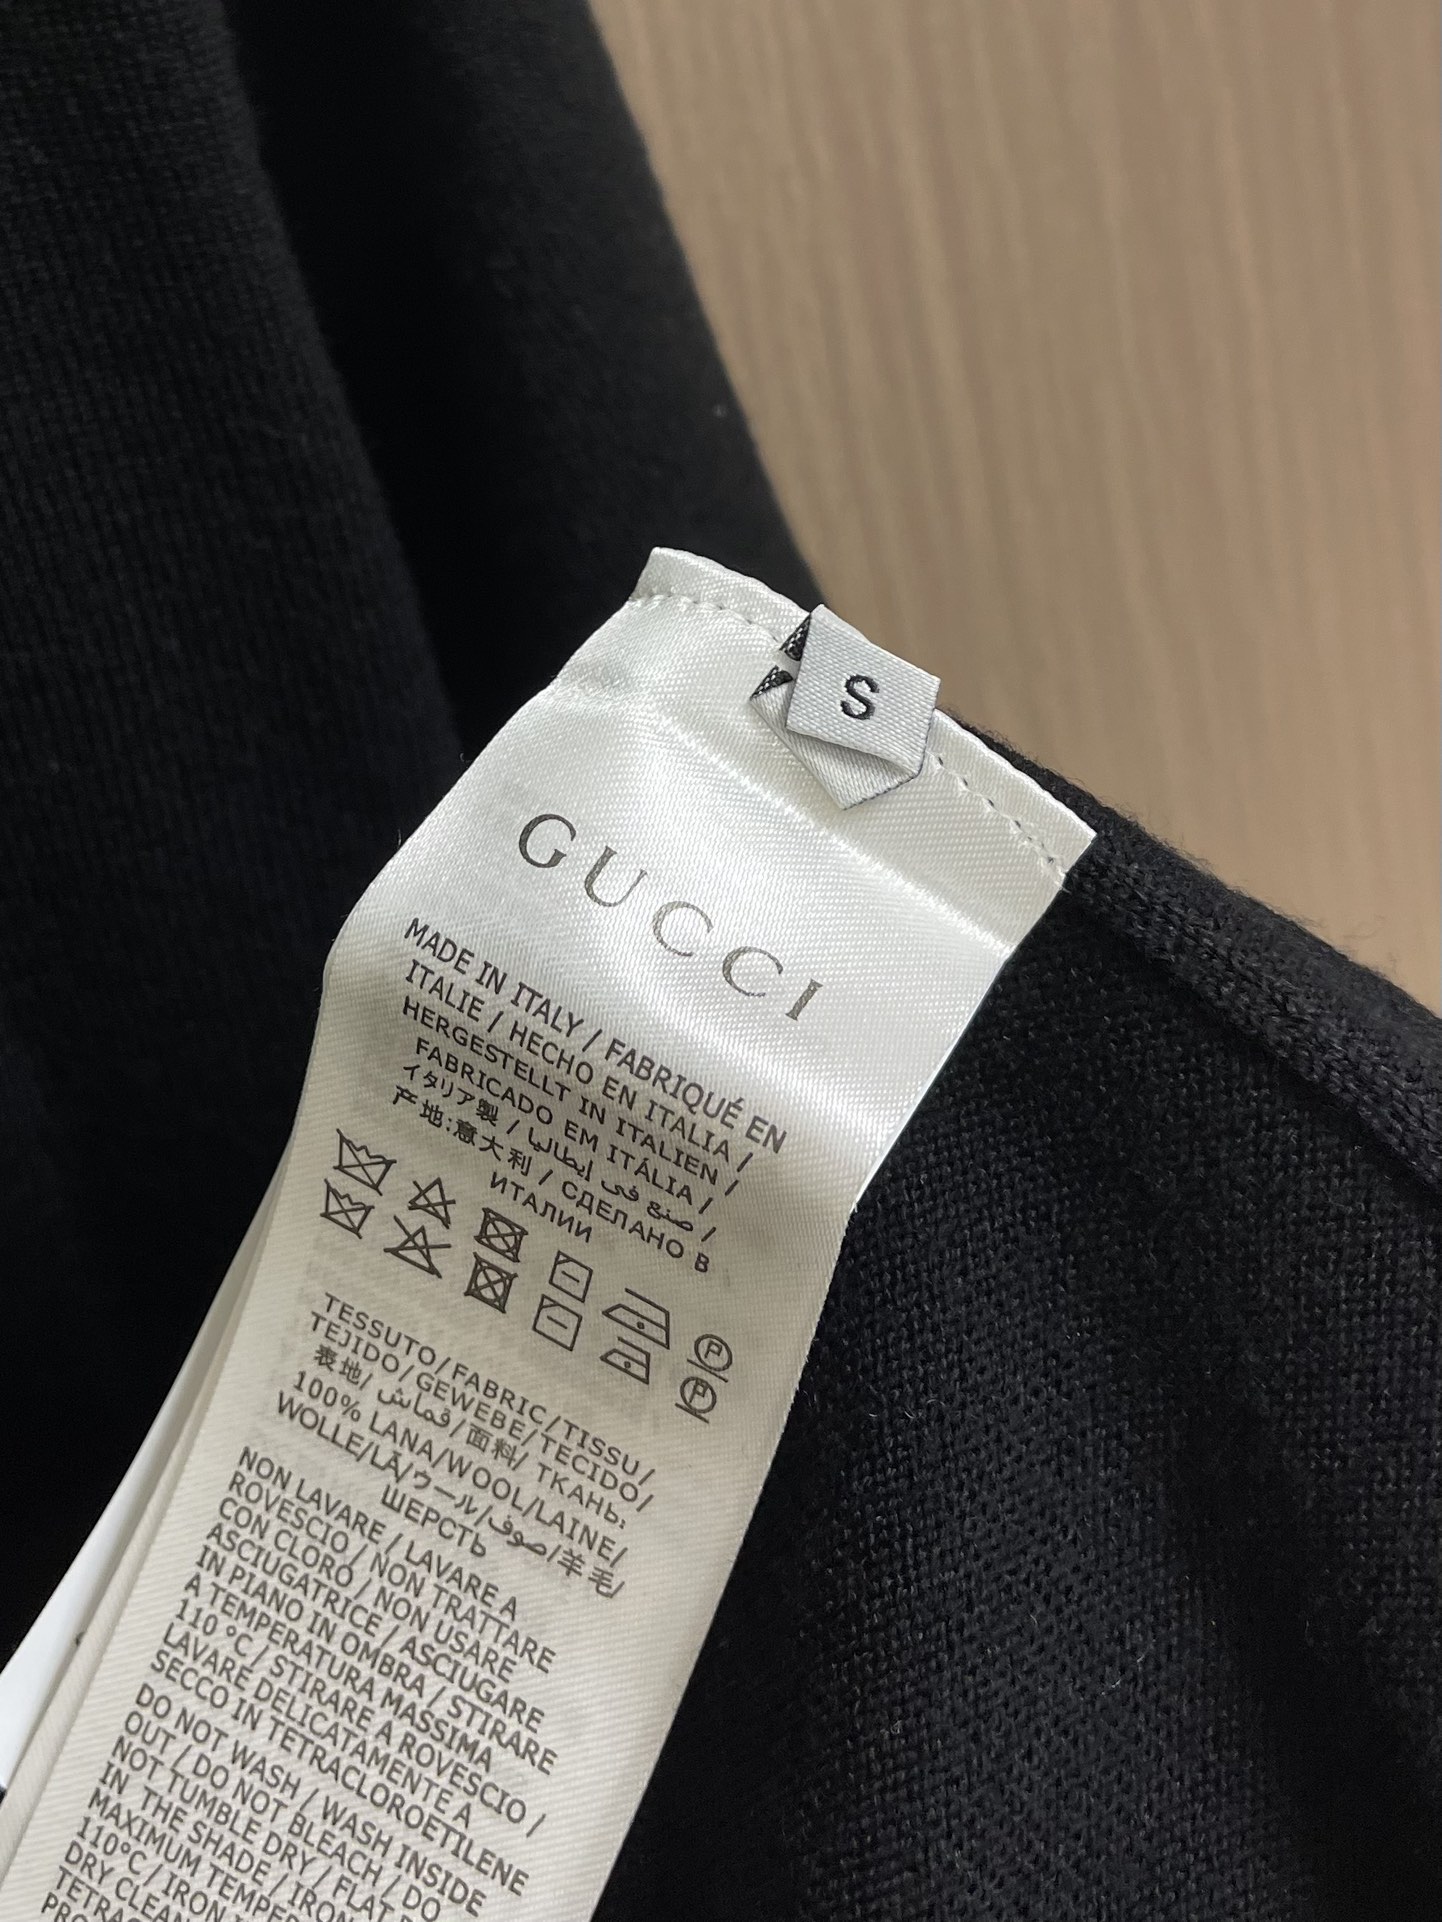 S
GUCCI
MADE IN ITALY / FABRIQUÉ EN
ITALIE / HECHO EN ITALIA /
HERGESTELLT IN ITALIEN /
FABRICADO EM ITÁLIA /
イタリア製 / صنع في إيطاليا /
产地:意大利 / СДЕЛАНО В
ИТАЛИИ
P
P
TESSUTO/FABRIC/TISSU/
TEJIDO/GEWEBE/TECIDO/
表地/ قماش/面料/ ТКАНЬ:
100% LANA/WOOL/LAINE/
WOLLE/LÃ/ウール/صوف/羊毛/
ШЕРСТЬ
NON LAVARE / LAVARE A
ROVESCIO / NON TRATTARE
CON CLORO / NON USARE
ASCIUGATRICE / ASCIUGARE
IN PIANO IN OMBRA / STIRARE
A TEMPERATURA MASSIMA
110 °C / STIRARE A ROVESCIO /
LAVARE DELICATAMENTE A
SECCO IN TETRACLOROETILENE
DO NOT WASH / WASH INSIDE
OUT / DO NOT BLEACH / DO
NOT TUMBLE DRY / FLAT
IN THE SHADE / IRON
MAXIMUM
110°C / IRON
DRY CLEAN